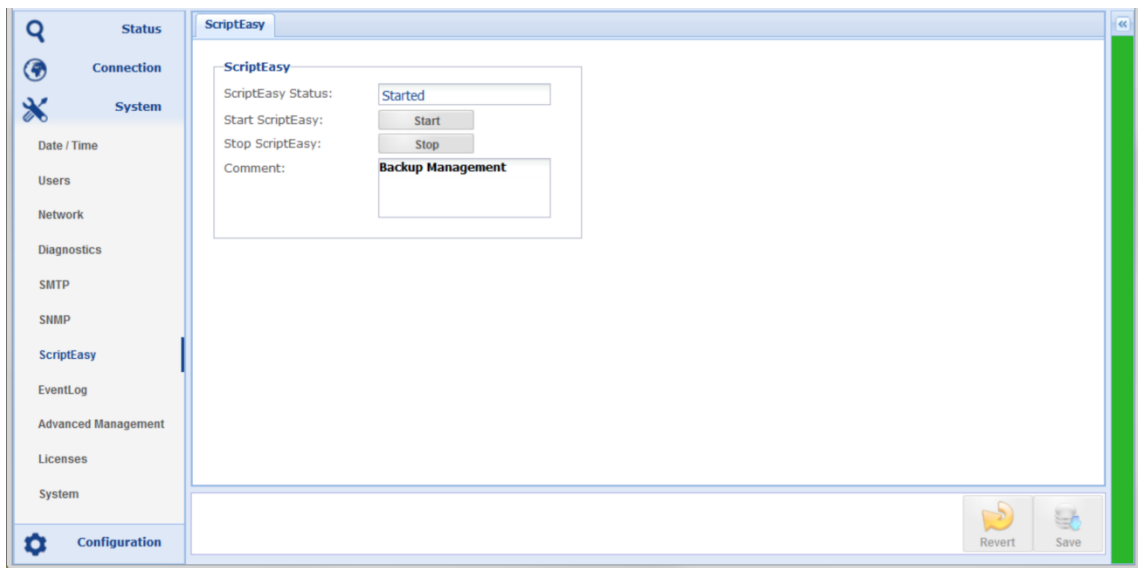 Status
Connection
System
Date / Time
Users
Network
Diagnostics
SMTP
SNMP
ScriptEasy
EventLog
Advanced Management
Licenses
System
Configuration
ScriptEasy
ScriptEasy
ScriptEasy Status: Started
Start ScriptEasy: Start
Stop ScriptEasy: Stop
Comment: Backup Management
Revert Save